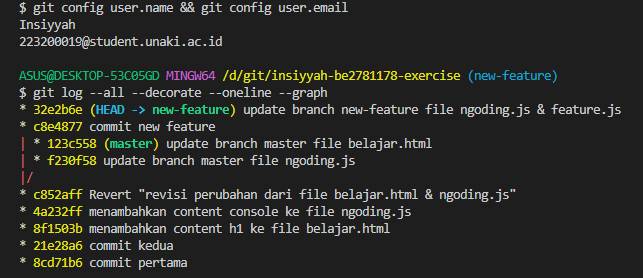 $ git config user.name && git config user.email
Insiyyah
223200019@student.unaki.ac.id
ASUS@DESKTOP-53C05GD MINGW64 /d/git/insiyyah-be2781178-exercise (new-feature)
$ git log --all --decorate --oneline --graph
* 32e2b6e (HEAD -> new-feature) update branch new-feature file ngoding.js & feature.js
* c8e4877 commit new feature
| * 123c558 (master) update branch master file belajar.html
| * f230f58 update branch master file ngoding.js
|/
* c852aff Revert "revisi perubahan dari file belajar.html & ngoding.js"
* 4a232ff menambahkan content console ke file ngoding.js
* 8f1503b menambahkan content h1 ke file belajar.html
* 21e28a6 commit kedua
* 8cd71b6 commit pertama